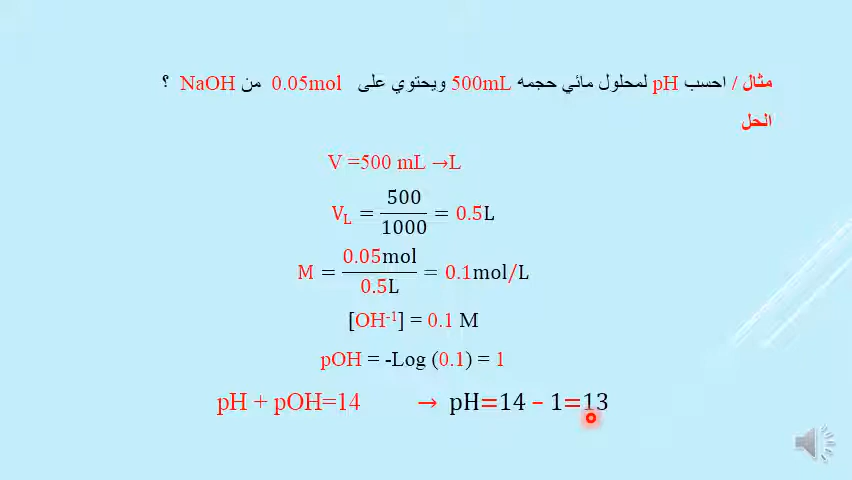 مثال / احسب pH لمحلول مائي حجمه 500mL ويحتوي على 0.05mol من NaOH ؟
الحل
V =500 mL →L
V_L = 500/1000 = 0.5L
M = 0.05mol/0.5L = 0.1mol/L
[OH⁻¹] = 0.1 M
pOH = -Log (0.1) = 1
pH + pOH=14 → pH=14 − 1=13